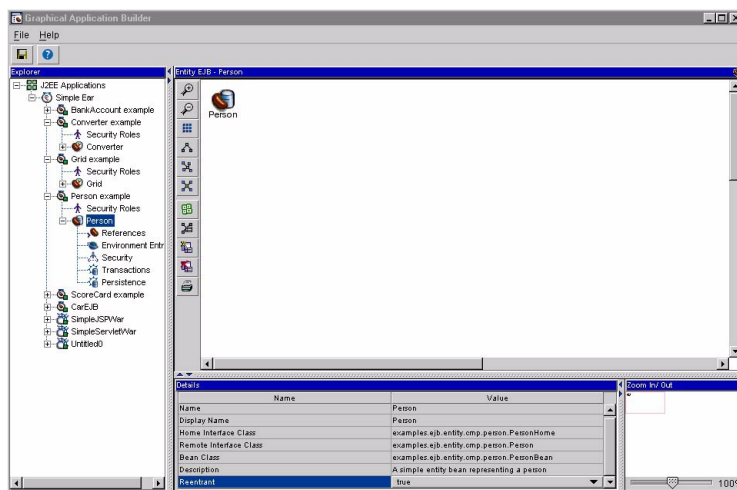 Graphical Application Builder
File Help
Explorer
J2EE Applications
Simple Ear
BankAccount example
Converter example
Security Roles
Converter
Grid example
Security Roles
Grid
Person example
Security Roles
Person
References
Environment Entr
Security
Transactions
Persistence
ScoreCard example
CarEJB
SimpleJSPWar
SimpleServletWar
Untitled0
Entity EJB - Person
Person
Details
Name Value
Name Person
Display Name Person
Home Interface Class examples.ejb.entity.cmp.person.PersonHome
Remote Interface Class examples.ejb.entity.cmp.person.Person
Bean Class examples.ejb.entity.cmp.person.PersonBean
Description A simple entity bean representing a person
Reentrant true
Zoom In/ Out
100%